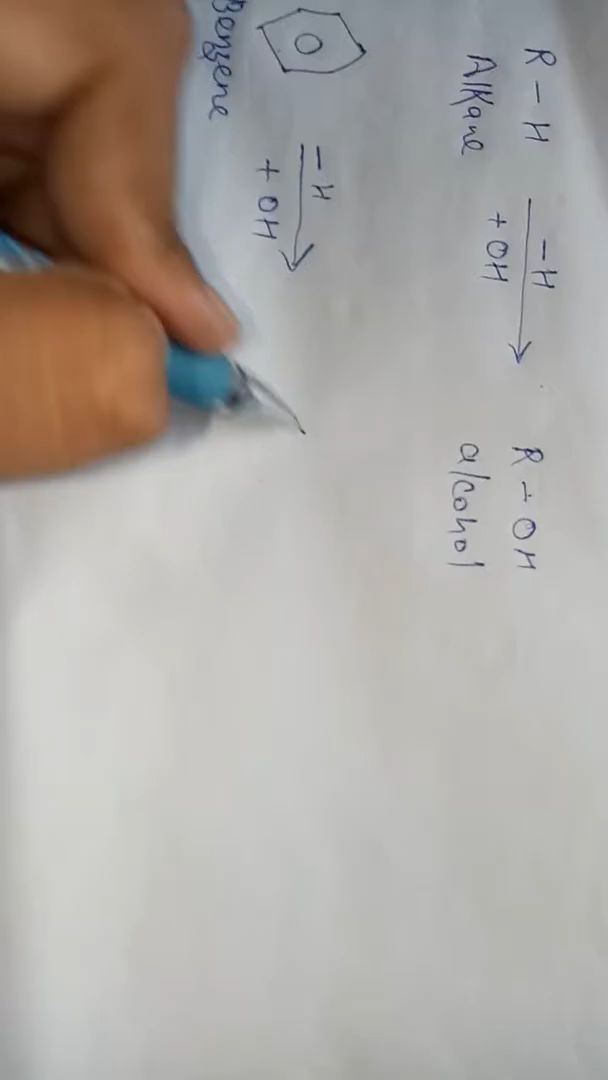 R - H -H + OH → R - OH
Alkane alcohol
-H + OH →
Benzene